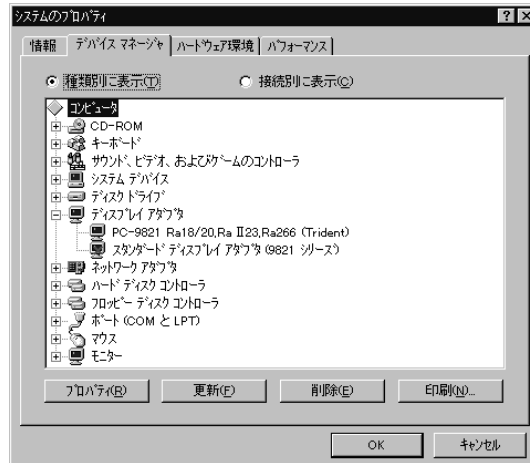 システムのプロパティ
情報 デバイス マネージャ ハードウェア環境 パフォーマンス
種類別に表示(T) 接続別に表示(C)
コンピュータ
CD-ROM
キーボード
サウンド、ビデオ、およびゲームのコントローラ
システム デバイス
ディスク ドライブ
ディスプレイ アダプタ
PC-9821 Ra18/20,Ra II23,Ra266 (Trident)
スタンダード ディスプレイ アダプタ (9821 シリーズ)
ネットワーク アダプタ
ハード ディスク コントローラ
フロッピー ディスク コントローラ
ポート (COM と LPT)
マウス
モニター
プロパティ(R) 更新(F) 削除(E) 印刷(N)...
OK キャンセル